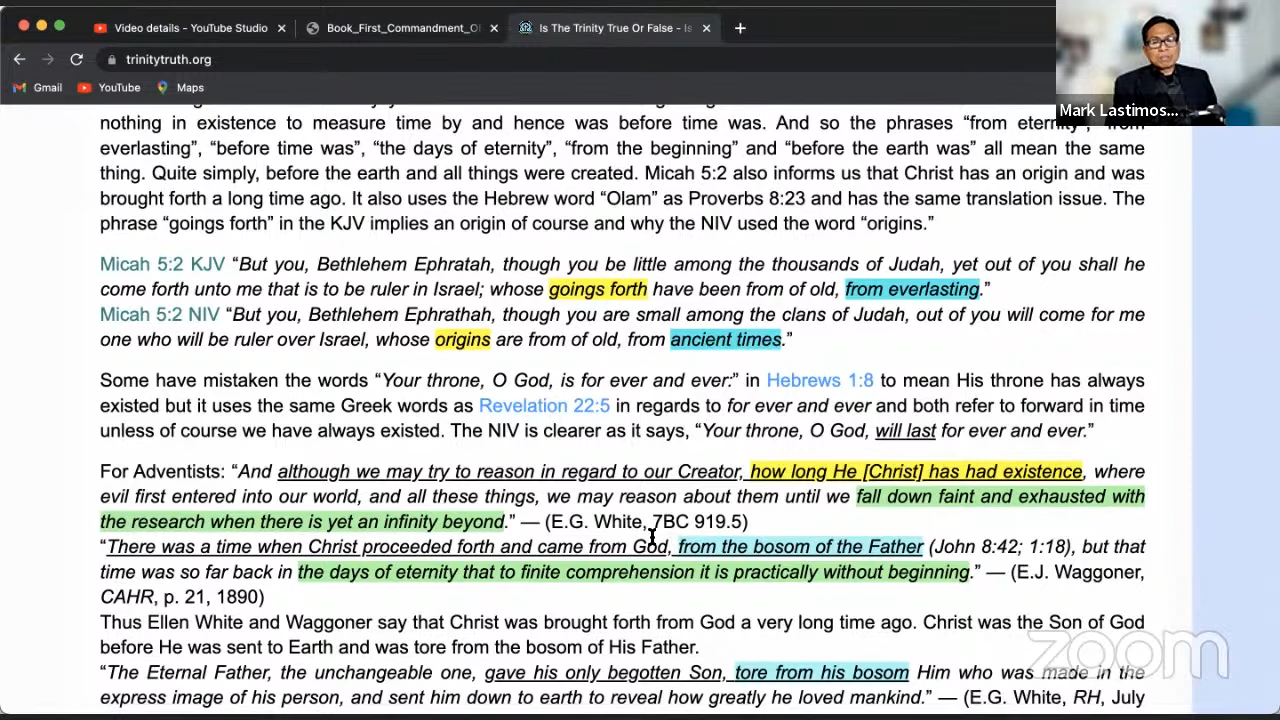 Video details - YouTube Studio
Book_First_Commandment_O
Is The Trinity True Or False - Is
trinitytruth.org
Gmail YouTube Maps
Mark Lastimos...
nothing in existence to measure time by and hence was before time was. And so the phrases “from eternity”, “from
everlasting”, “before time was”, “the days of eternity”, “from the beginning” and “before the earth was” all mean the same
thing. Quite simply, before the earth and all things were created. Micah 5:2 also informs us that Christ has an origin and was
brought forth a long time ago. It also uses the Hebrew word “Olam” as Proverbs 8:23 and has the same translation issue. The
phrase “goings forth” in the KJV implies an origin of course and why the NIV used the word “origins.”
Micah 5:2 KJV “But you, Bethlehem Ephratah, though you be little among the thousands of Judah, yet out of you shall he
come forth unto me that is to be ruler in Israel; whose goings forth have been from of old, from everlasting.”
Micah 5:2 NIV “But you, Bethlehem Ephrathah, though you are small among the clans of Judah, out of you will come for me
one who will be ruler over Israel, whose origins are from of old, from ancient times.”
Some have mistaken the words “Your throne, O God, is for ever and ever:” in Hebrews 1:8 to mean His throne has always
existed but it uses the same Greek words as Revelation 22:5 in regards to for ever and ever and both refer to forward in time
unless of course we have always existed. The NIV is clearer as it says, “Your throne, O God, will last for ever and ever.”
For Adventists: “And although we may try to reason in regard to our Creator, how long He [Christ] has had existence, where
evil first entered into our world, and all these things, we may reason about them until we fall down faint and exhausted with
the research when there is yet an infinity beyond.” — (E.G. White, 7BC 919.5)
“There was a time when Christ proceeded forth and came from God, from the bosom of the Father (John 8:42; 1:18), but that
time was so far back in the days of eternity that to finite comprehension it is practically without beginning.” — (E.J. Waggoner,
CAHR, p. 21, 1890)
Thus Ellen White and Waggoner say that Christ was brought forth from God a very long time ago. Christ was the Son of God
before He was sent to Earth and was tore from the bosom of His Father.
“The Eternal Father, the unchangeable one, gave his only begotten Son, tore from his bosom Him who was made in the
express image of his person, and sent him down to earth to reveal how greatly he loved mankind.” — (E.G. White, RH, July
zoom